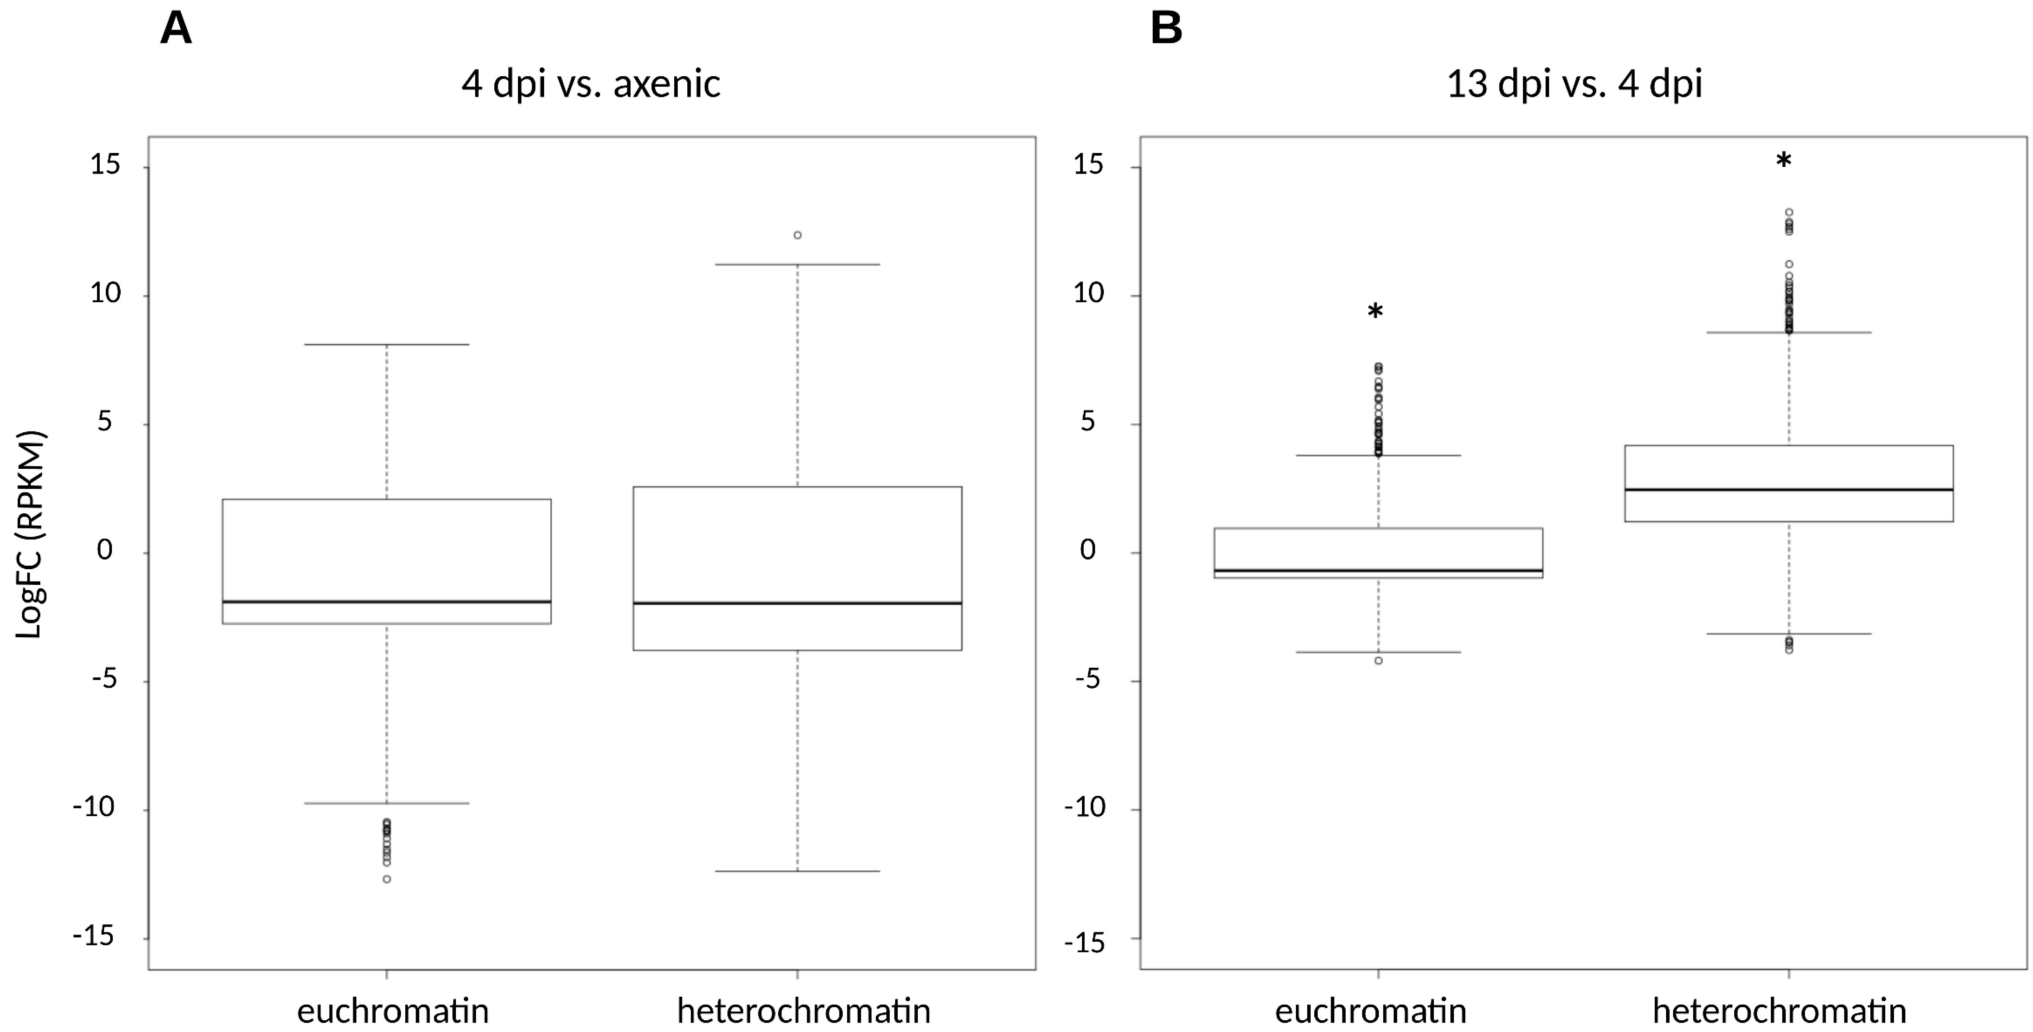 A
B
4 dpi vs. axenic
13 dpi vs. 4 dpi
LogFC (RPKM)
15
10
5
0
-5
-10
-15
euchromatin
heterochromatin
15
10
5
0
-5
-10
-15
*
*
euchromatin
heterochromatin